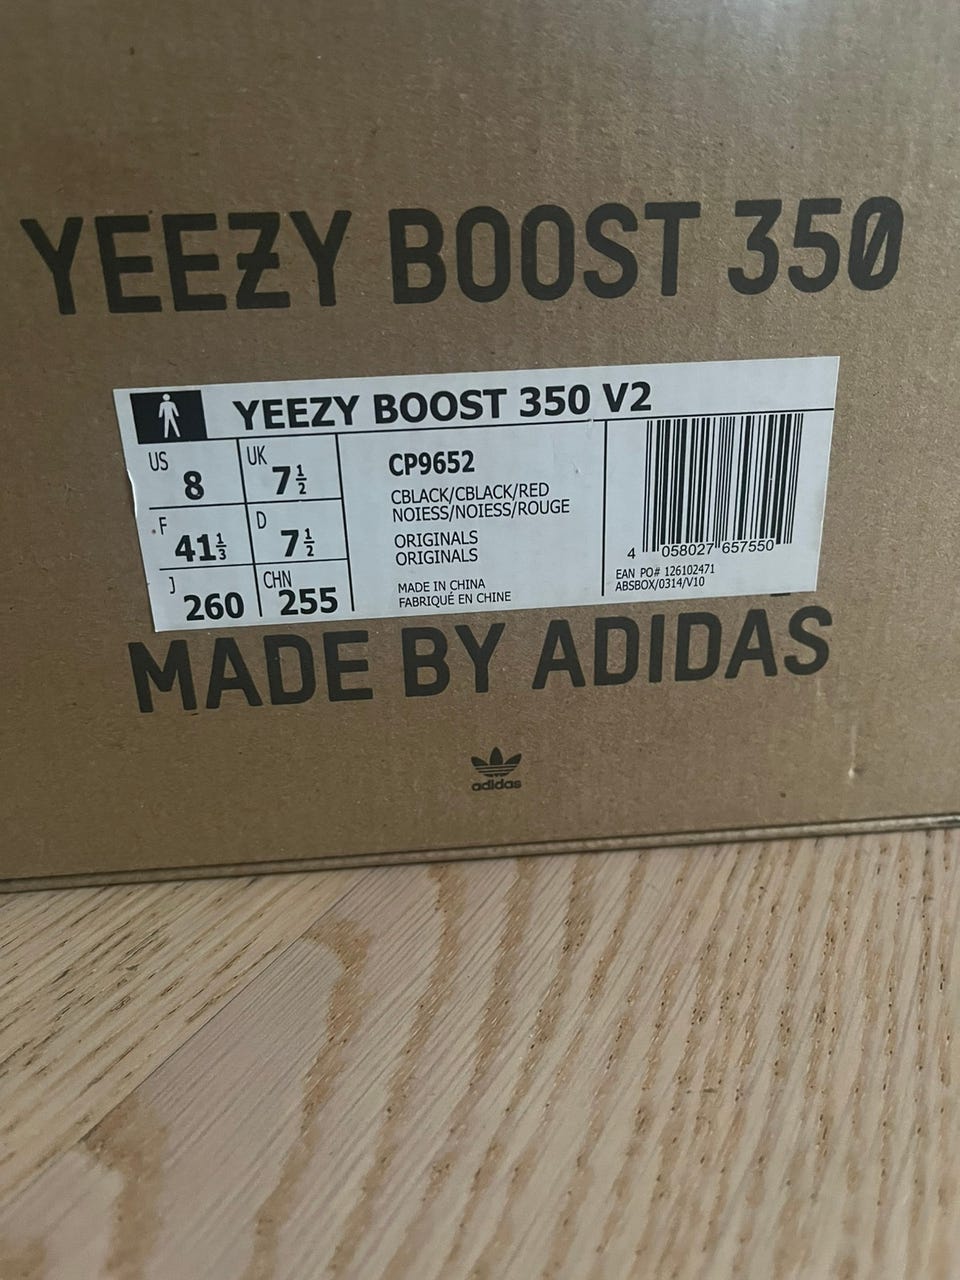 YEEZY BOOST 350
YEEZY BOOST 350 V2
US 8 UK 7½
F 41⅓ D 7½
J 260 CHN 255
CP9652
CBLACK/CBLACK/RED
NOIESS/NOIESS/ROUGE
ORIGINALS
ORIGINALS
MADE IN CHINA
FABRIQUÉ EN CHINE
4 058027 657550
EAN PO# 126102471
ABSBOX/0314/V10
MADE BY ADIDAS
adidas